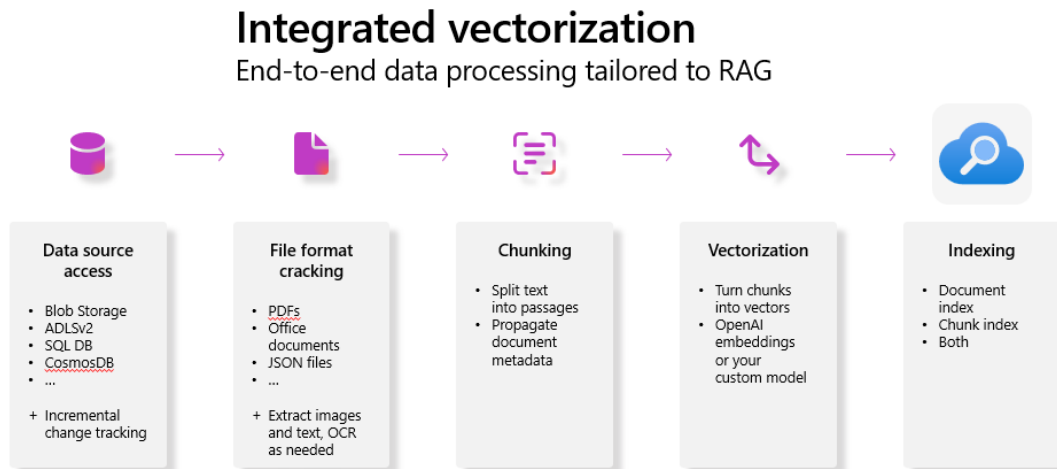 Integrated vectorization
End-to-end data processing tailored to RAG
Data source
access
• Blob Storage
• ADLSv2
• SQL DB
• CosmosDB
• ...
+ Incremental
change tracking
File format
cracking
• PDFs
• Office
documents
• JSON files
• ...
+ Extract images
and text, OCR
as needed
Chunking
• Split text
into passages
• Propagate
document
metadata
Vectorization
• Turn chunks
into vectors
• OpenAI
embeddings
or your
custom model
Indexing
• Document
index
• Chunk index
• Both